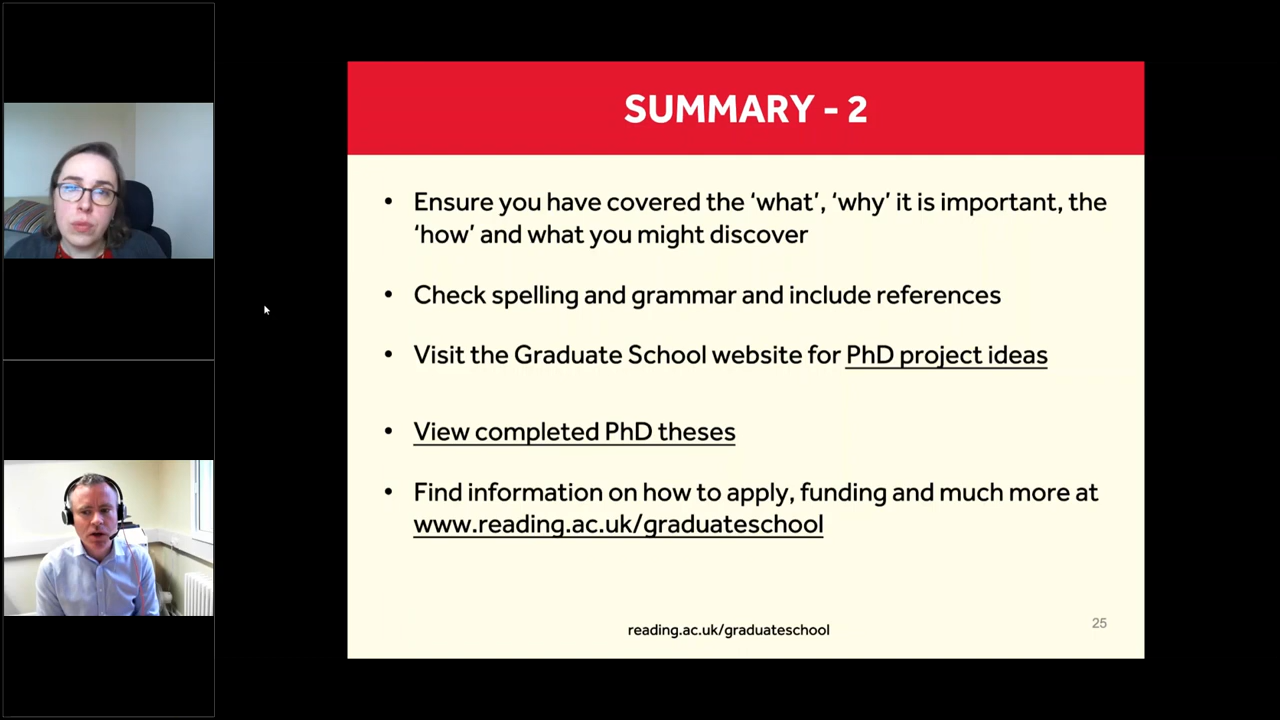 SUMMARY - 2
• Ensure you have covered the ‘what’, ‘why’ it is important, the
‘how’ and what you might discover
• Check spelling and grammar and include references
• Visit the Graduate School website for PhD project ideas
• View completed PhD theses
• Find information on how to apply, funding and much more at
www.reading.ac.uk/graduateschool
reading.ac.uk/graduateschool
25